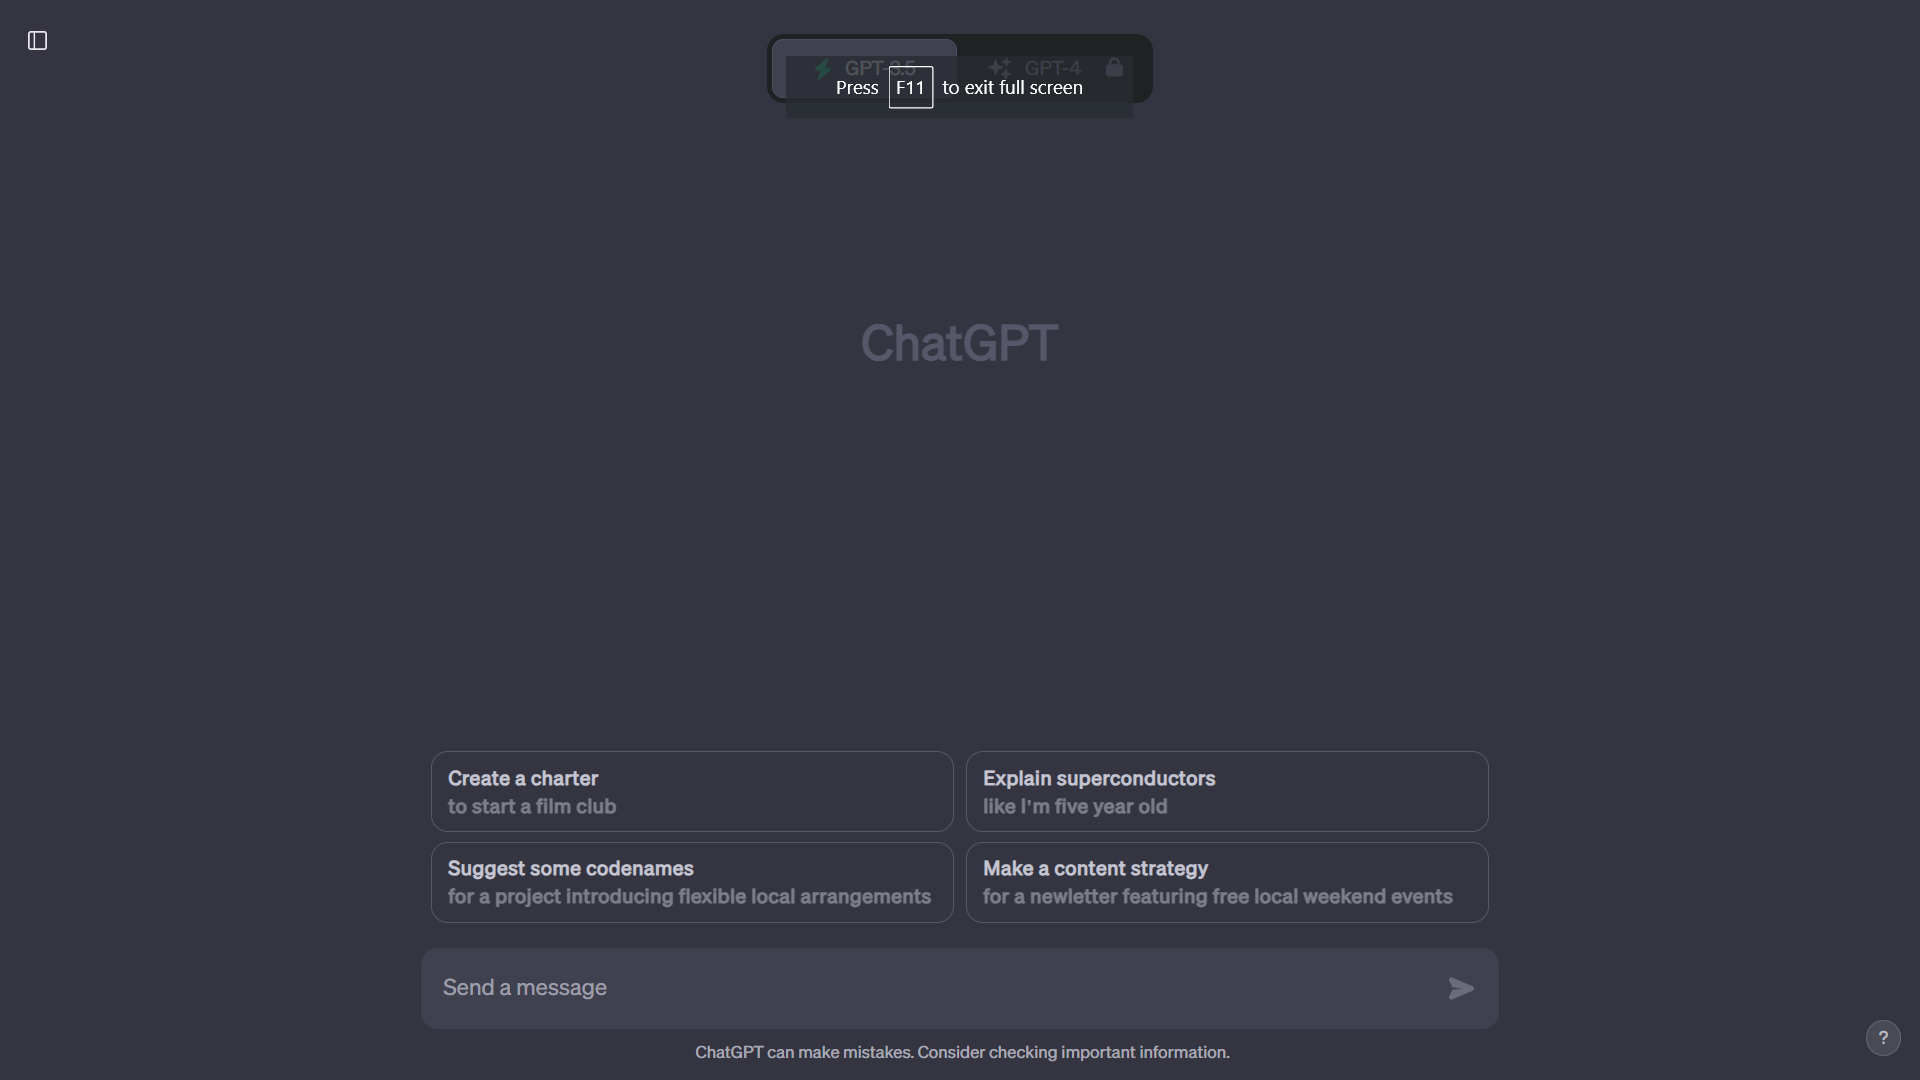 GPT-3.5
GPT-4
Press F11 to exit full screen
ChatGPT
Create a charter
to start a film club
Explain superconductors
like I'm five year old
Suggest some codenames
for a project introducing flexible local arrangements
Make a content strategy
for a newletter featuring free local weekend events
Send a message
ChatGPT can make mistakes. Consider checking important information.
?